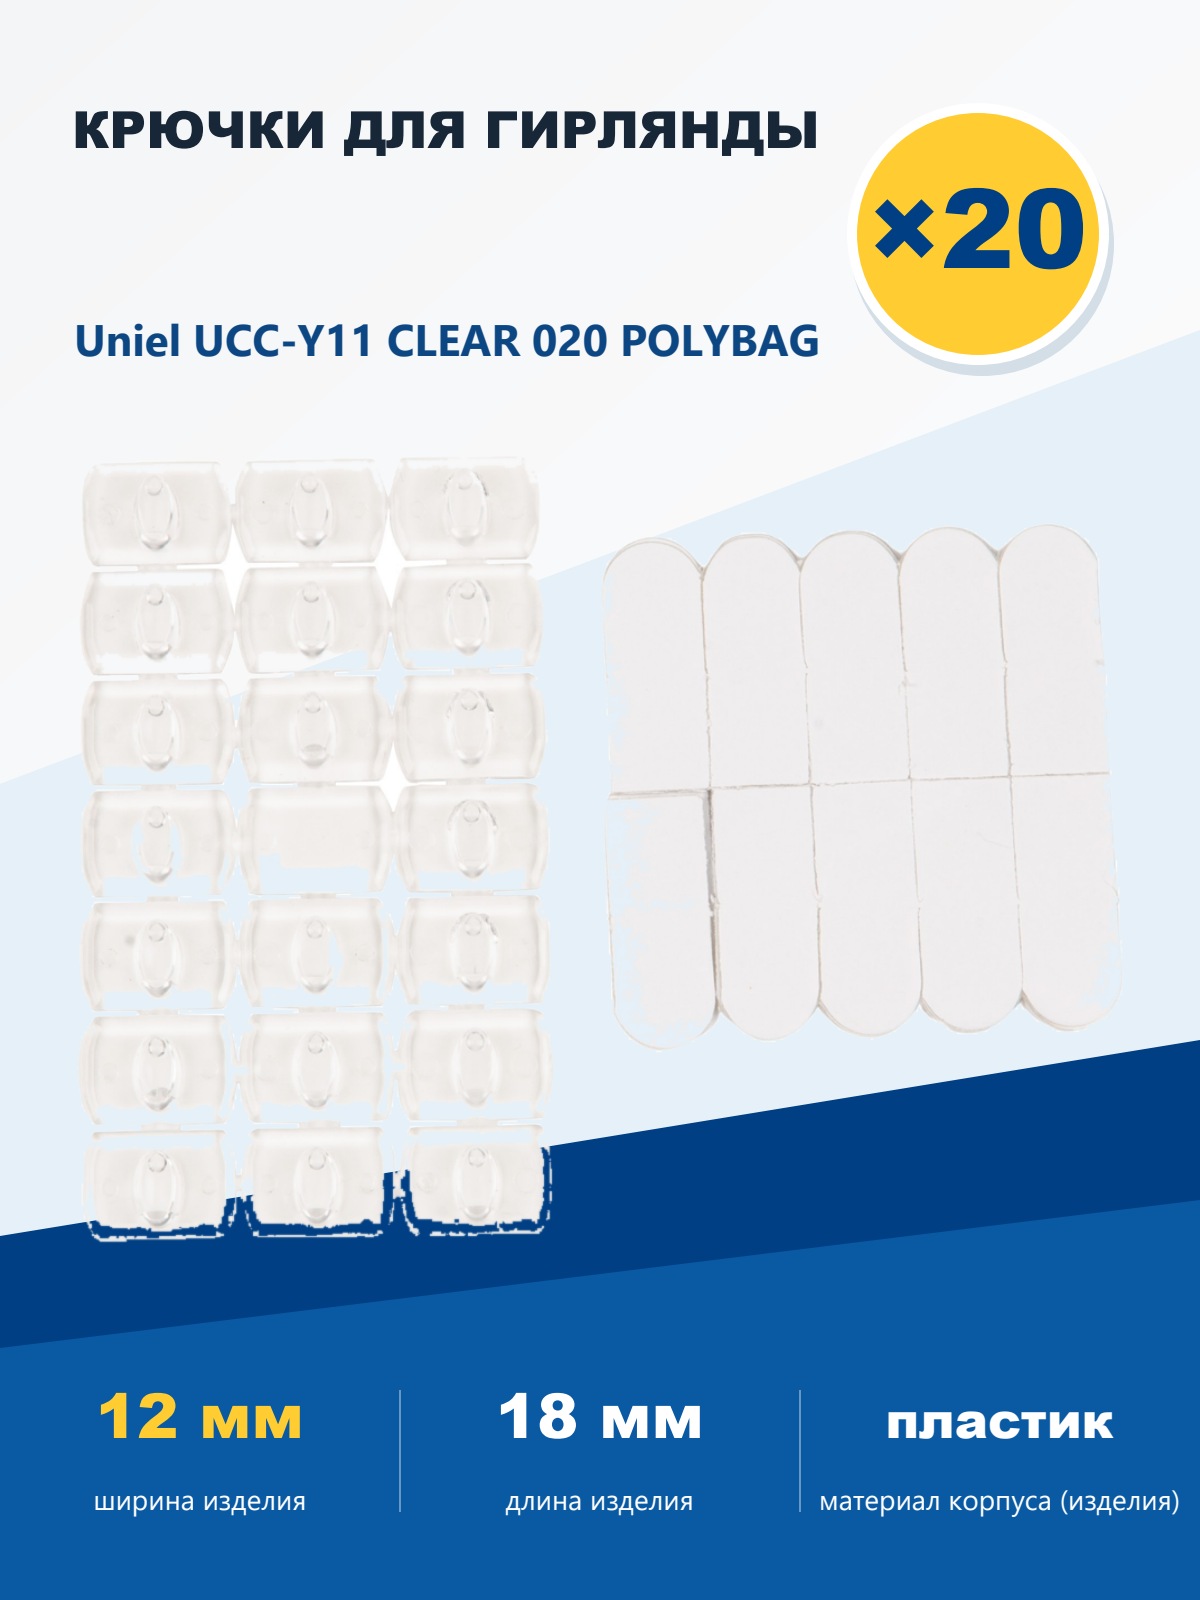 КРЮЧКИ ДЛЯ ГИРЛЯНДЫ
×20
Uniel UCC-Y11 CLEAR 020 POLYBAG
12 мм
ширина изделия
18 мм
длина изделия
пластик
материал корпуса (изделия)